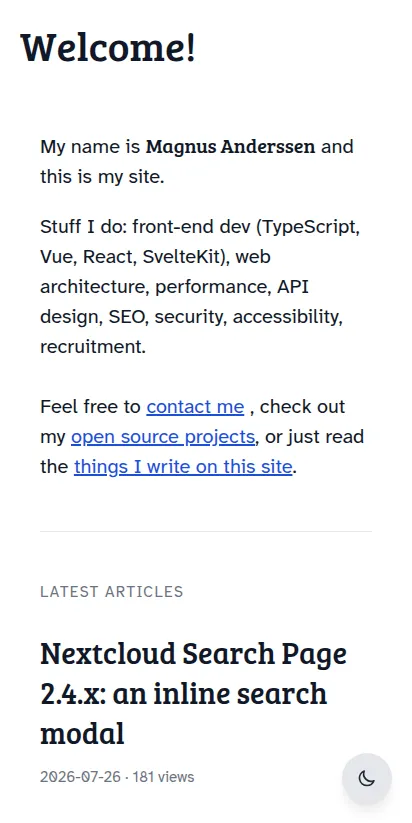 Welcome!
My name is Magnus Anderssen and
this is my site.
Stuff I do: front-end dev (TypeScript,
Vue, React, SvelteKit), web
architecture, performance, API
design, SEO, security, accessibility,
recruitment.
Feel free to contact me , check out
my open source projects, or just read
the things I write on this site.
LATEST ARTICLES
Nextcloud Search Page
2.4.x: an inline search
modal
2026-07-26 · 181 views